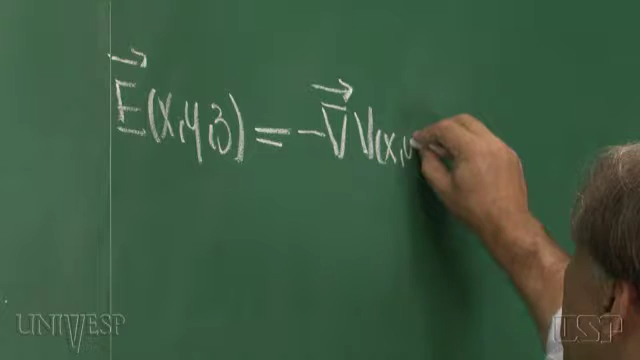 E⃗(x,y,z) = -∇⃗V(x,y
UNIVESP
USP